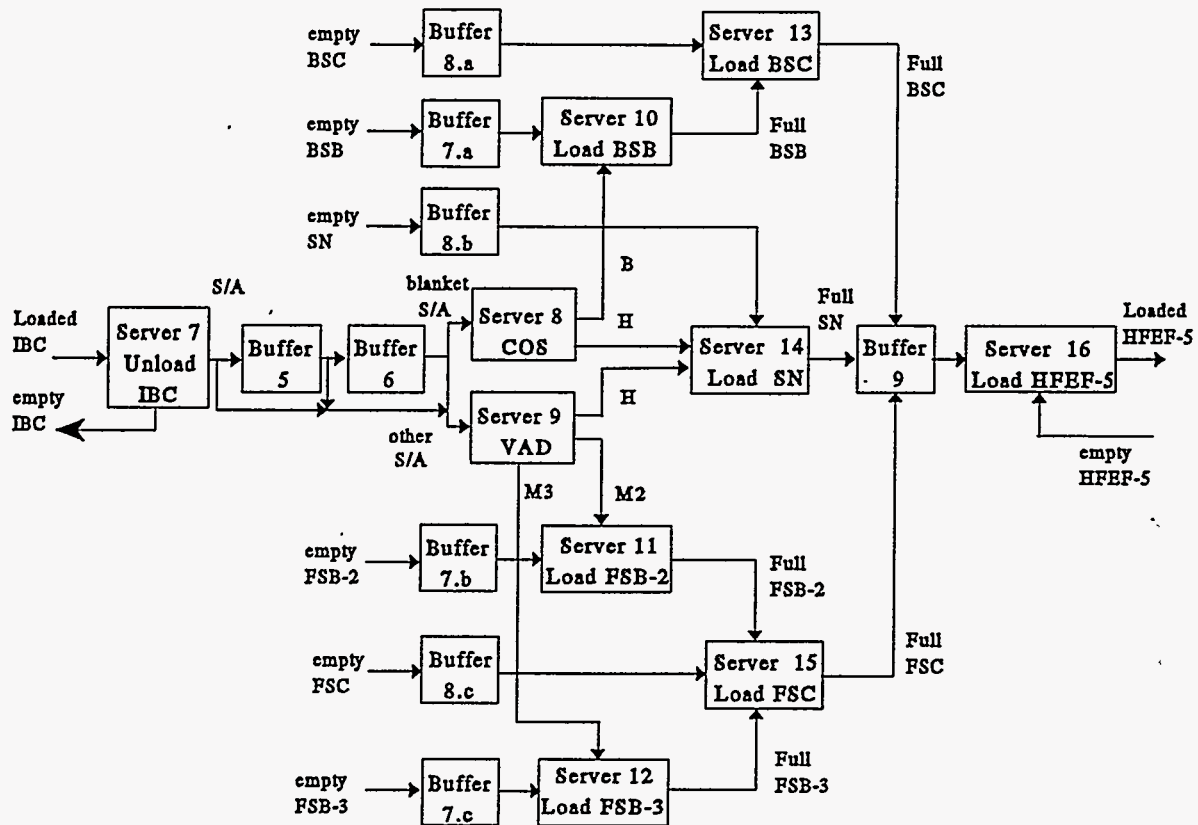 empty
BSC
Buffer
8.a
Server 13
Load BSC
Full
BSC
empty
BSB
Buffer
7.a
Server 10
Load BSB
Full
BSB
empty
SN
Buffer
8.b
B
S/A
blanket
S/A
H
Full
SN
Loaded
IBC
Server 7
Unload
IBC
Buffer
5
Buffer
6
Server 8
COS
Server 14
Load SN
Buffer
9
Server 16
Load HFEF-5
Loaded
HFEF-5
empty
IBC
other
S/A
Server 9
VAD
H
empty
HFEF-5
M3
M2
empty
FSB-2
Buffer
7.b
Server 11
Load FSB-2
Full
FSB-2
empty
FSC
Buffer
8.c
Server 15
Load FSC
Full
FSC
empty
FSB-3
Buffer
7.c
Server 12
Load FSB-3
Full
FSB-3